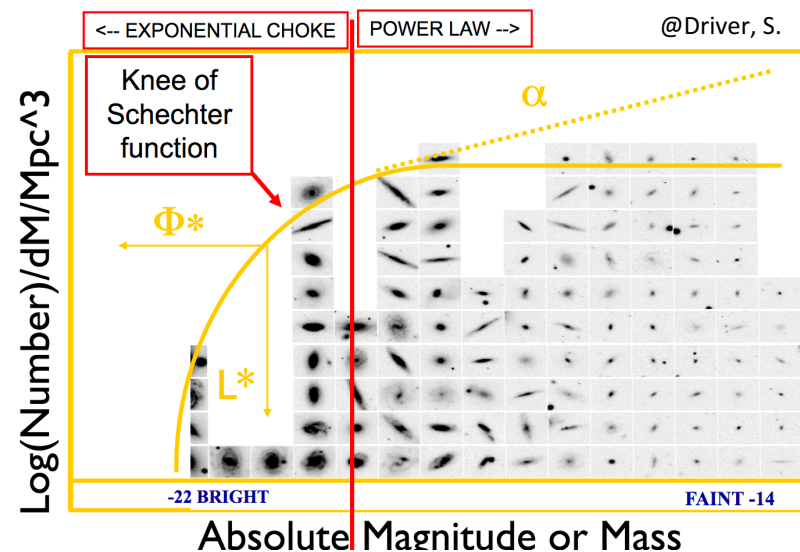 <-- EXPONENTIAL CHOKE
POWER LAW -->
@Driver, S.
Knee of
Schechter
function
α
Φ*
L*
Log(Number)/dM/Mpc^3
-22 BRIGHT
FAINT -14
Absolute Magnitude or Mass